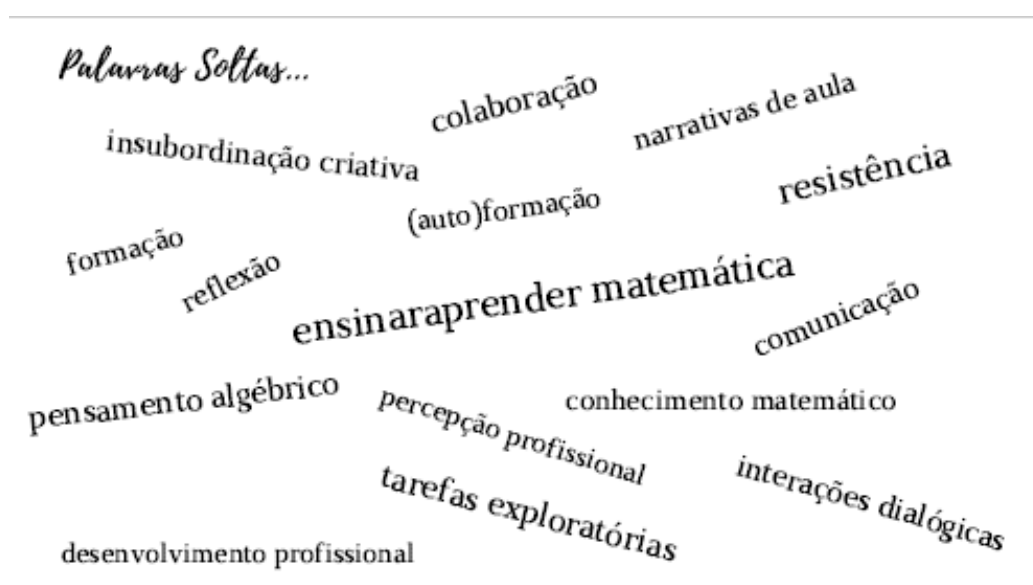 Palavras Soltas...
colaboração
narrativas de aula
insubordinação criativa
resistência
(auto)formação
formação
reflexão
ensinaraprender matemática
comunicação
pensamento algébrico
percepção profissional
conhecimento matemático
tarefas exploratórias
interações dialógicas
desenvolvimento profissional